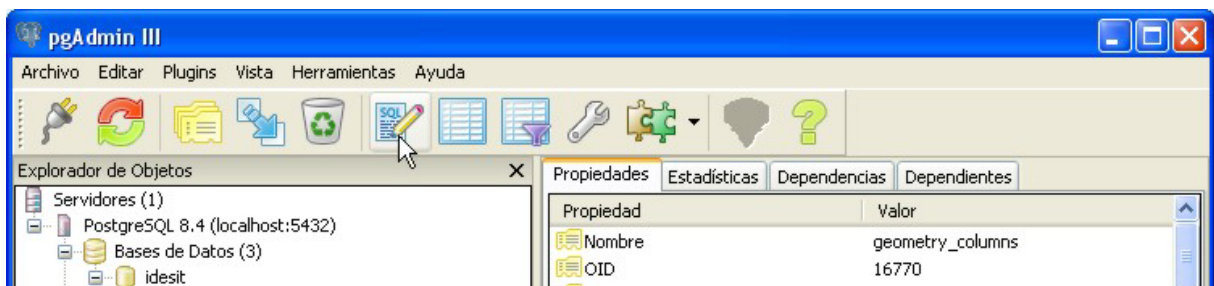 pgAdmin III
Archivo Editar Plugins Vista Herramientas Ayuda
SQL
Explorador de Objetos
Servidores (1)
PostgreSQL 8.4 (localhost:5432)
Bases de Datos (3)
idesit
Propiedades Estadísticas Dependencias Dependientes
Propiedad Valor
Nombre geometry_columns
OID 16770